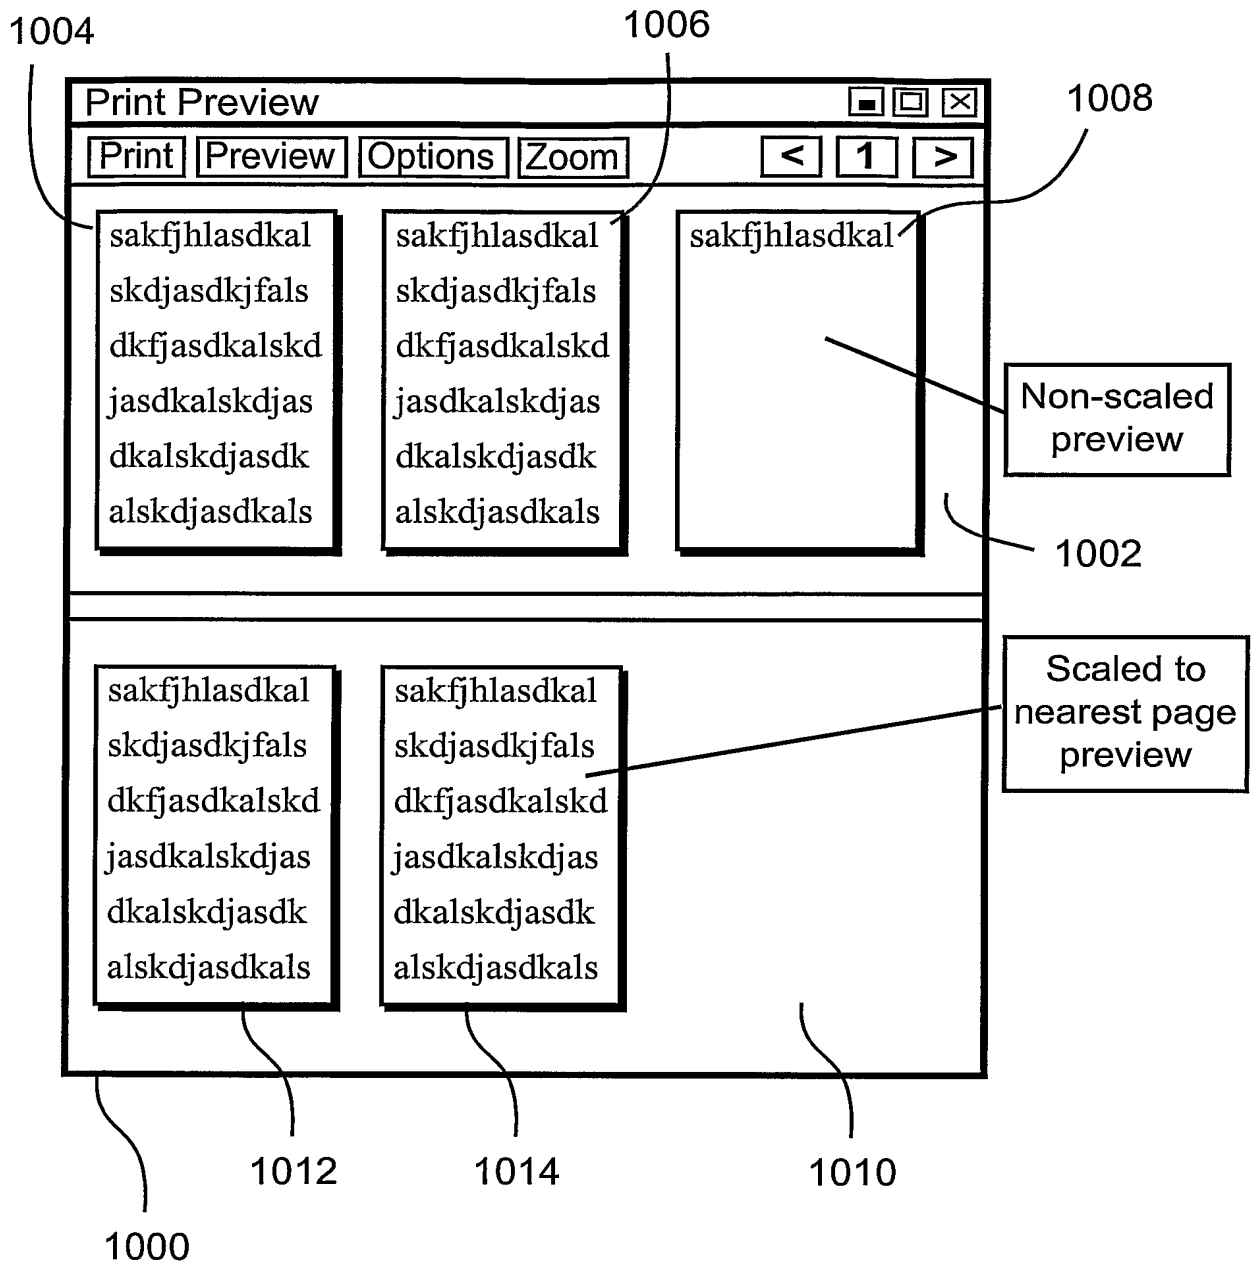 1004
1006
Print Preview
1008
Print Preview Options Zoom < 1 >
sakfjhlasdkal
skdjasdkjfals
dkfjasdkalskd
jasdkalskdjas
dkalskdjasdk
alskdjasdkals
sakfjhlasdkal
skdjasdkjfals
dkfjasdkalskd
jasdkalskdjas
dkalskdjasdk
alskdjasdkals
sakfjhlasdkal
Non-scaled
preview
1002
sakfjhlasdkal
skdjasdkjfals
dkfjasdkalskd
jasdkalskdjas
dkalskdjasdk
alskdjasdkals
sakfjhlasdkal
skdjasdkjfals
dkfjasdkalskd
jasdkalskdjas
dkalskdjasdk
alskdjasdkals
Scaled to
nearest page
preview
1012
1014
1010
1000